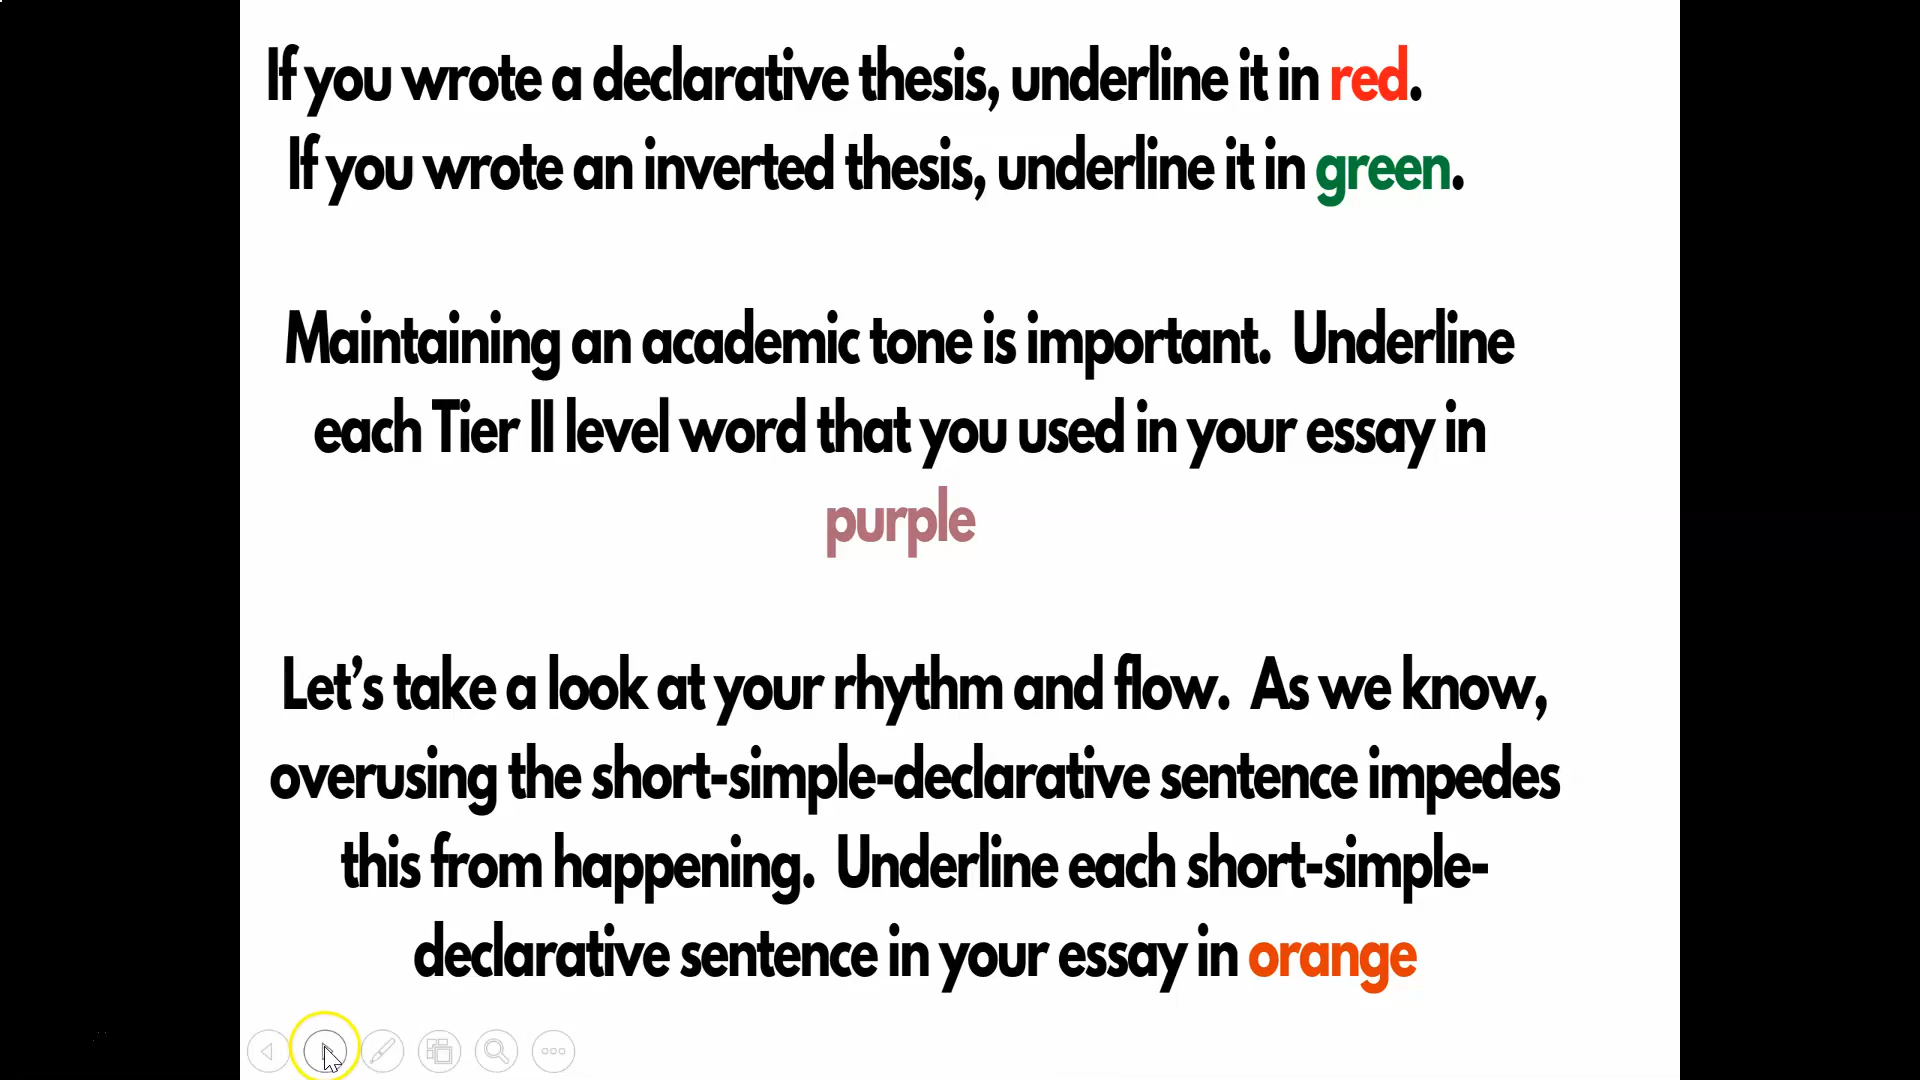 If you wrote a declarative thesis, underline it in red.
If you wrote an inverted thesis, underline it in green.
Maintaining an academic tone is important.  Underline
each Tier II level word that you used in your essay in
purple
Let's take a look at your rhythm and flow.  As we know,
overusing the short-simple-declarative sentence impedes
this from happening.  Underline each short-simple-
declarative sentence in your essay in orange